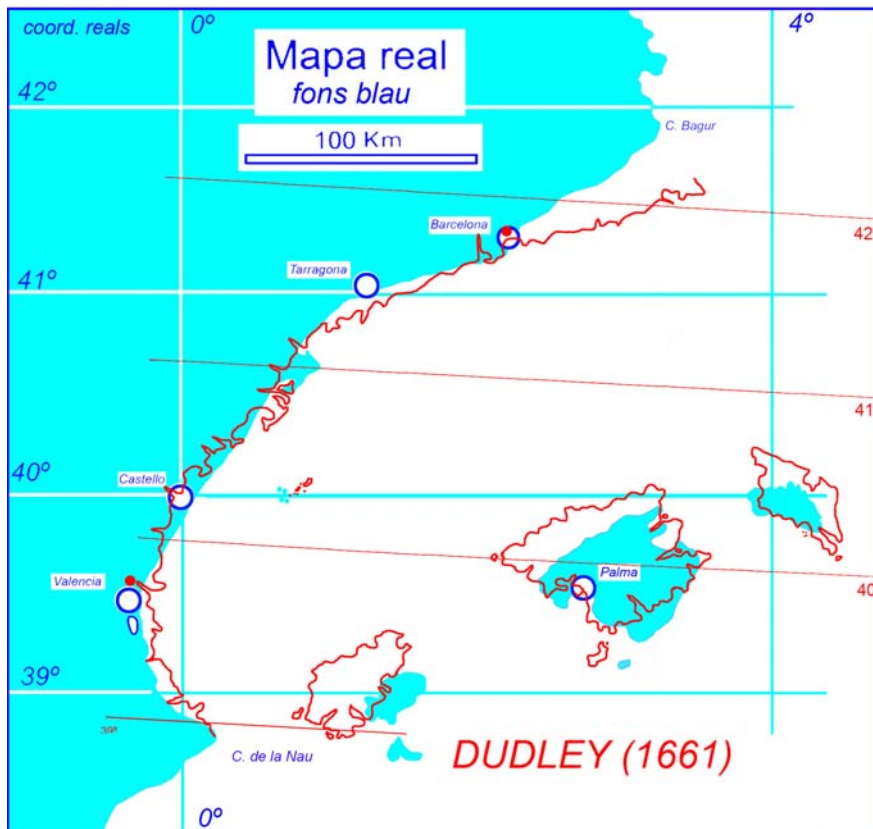 coord. reals
0º
4º
Mapa real
fons blau
42º
100 Km
C. Bagur
Barcelona
42
Tarragona
41º
41
Castello
40º
Valencia
Palma
40
39º
39º
C. de la Nau
DUDLEY (1661)
0º